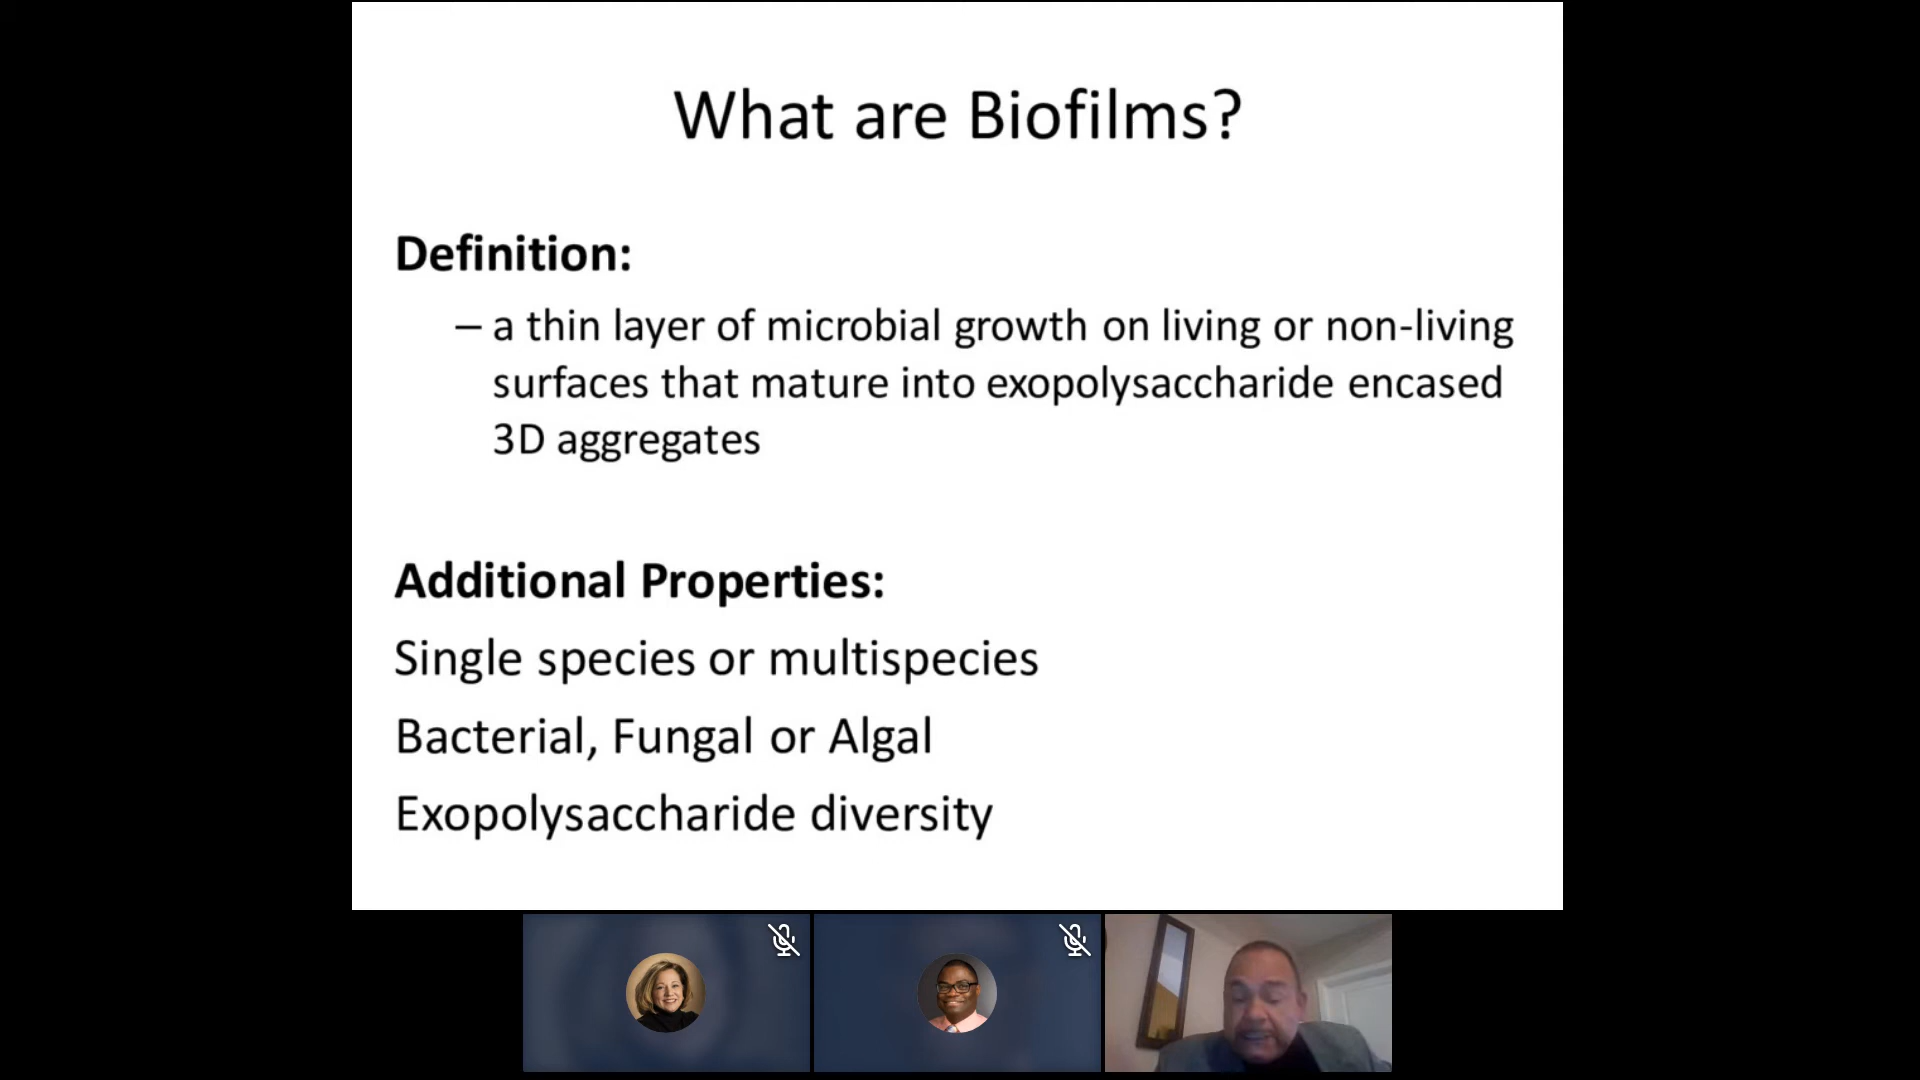 What are Biofilms?
Definition:
– a thin layer of microbial growth on living or non-living
surfaces that mature into exopolysaccharide encased
3D aggregates
Additional Properties:
Single species or multispecies
Bacterial, Fungal or Algal
Exopolysaccharide diversity